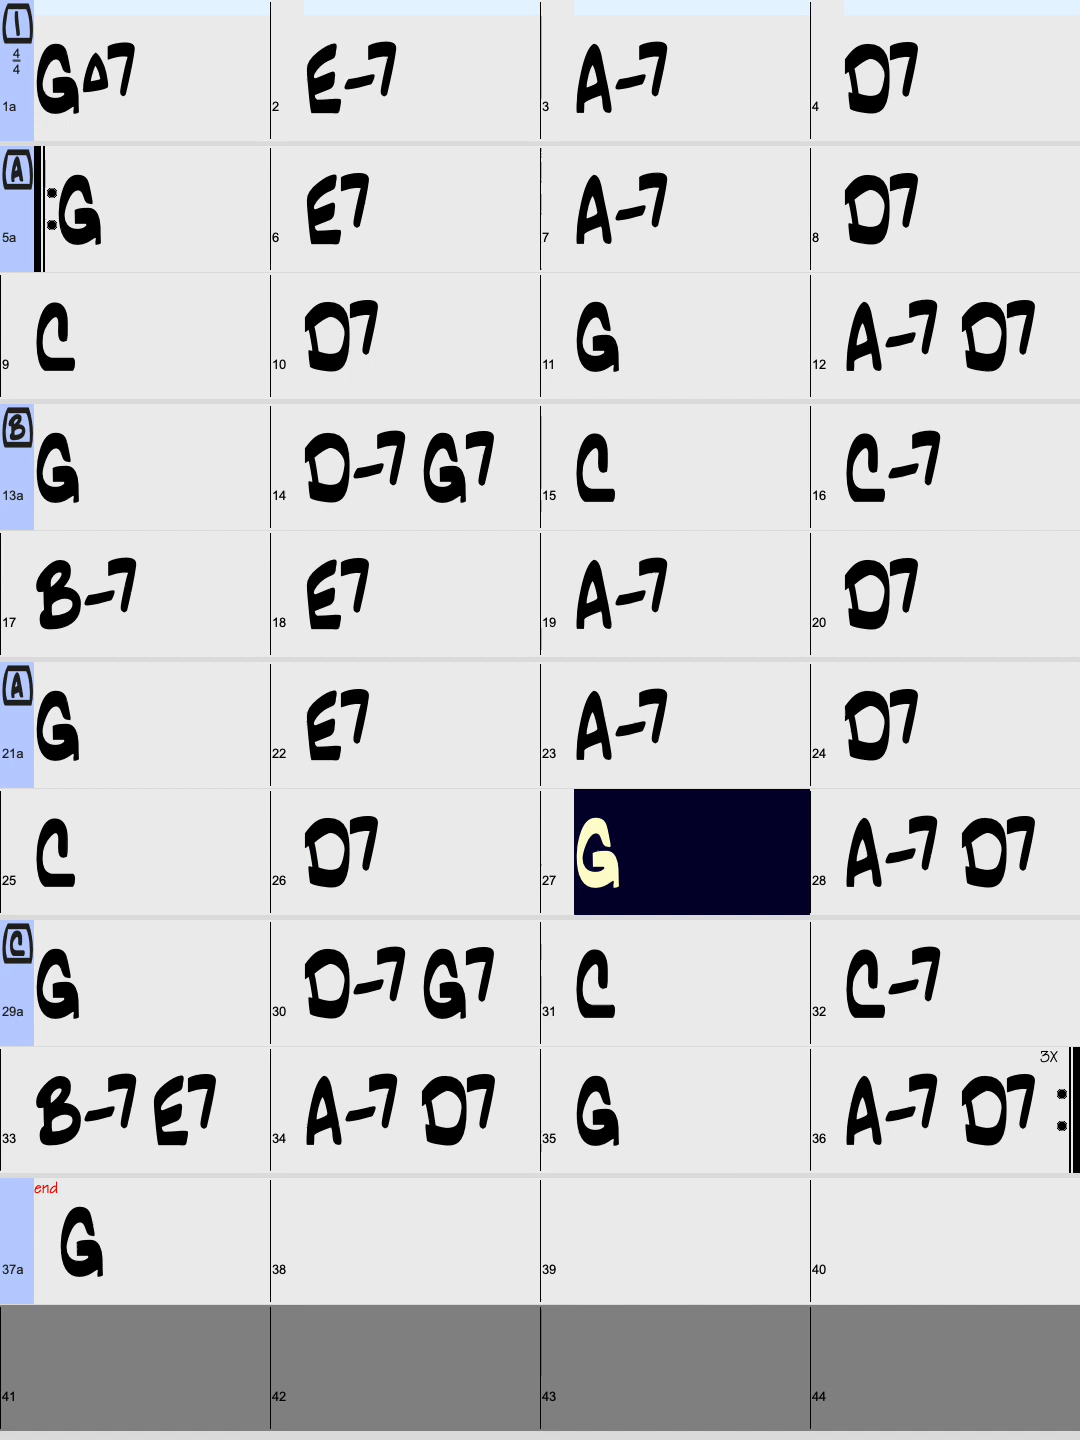 1
4/4
1a GΔ7 2 E-7 3 A-7 4 D7
A
5a G 6 E7 7 A-7 8 D7
9 C 10 D7 11 G 12 A-7 D7
B
13a G 14 D-7 G7 15 C 16 C-7
17 B-7 18 E7 19 A-7 20 D7
A
21a G 22 E7 23 A-7 24 D7
25 C 26 D7 27 G 28 A-7 D7
C
29a G 30 D-7 G7 31 C 32 C-7
3X
33 B-7 E7 34 A-7 D7 35 G 36 A-7 D7
end
37a G 38 39 40
41 42 43 44